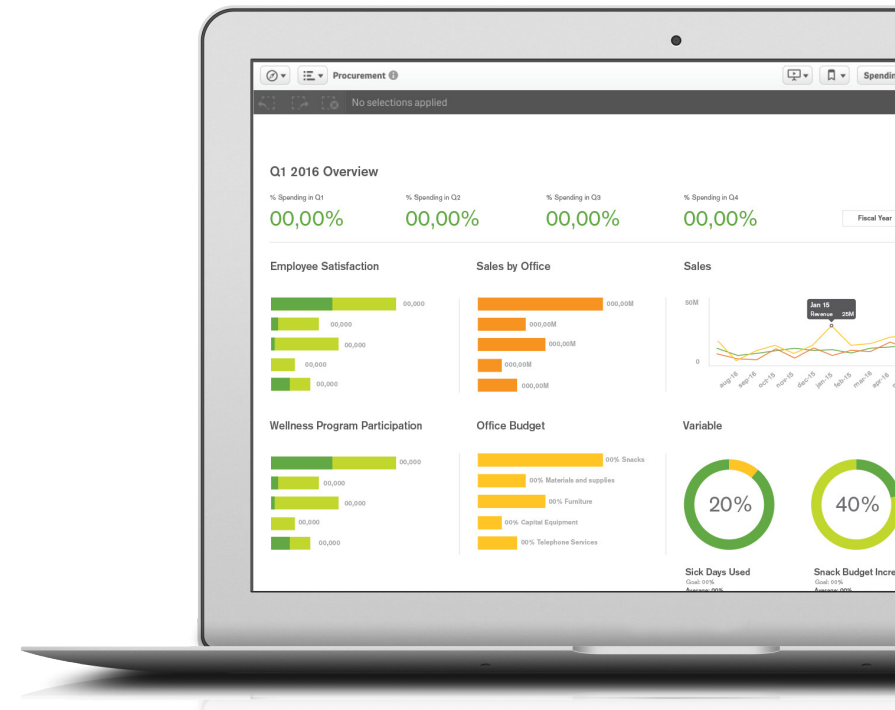 Procurement
Spendin
No selections applied
Q1 2016 Overview
% Spending in Q1
% Spending in Q2
% Spending in Q3
% Spending in Q4
00,00%
00,00%
00,00%
00,00%
Fiscal Year
Employee Satisfaction
Sales by Office
Sales
00,000
00,000
00,000
00,000
00,000
000,00M
000,00M
000,00M
000,00M
000,00M
50M
0
Jan 15
Revenue 25M
aug-16
sep-16
oct-15
nov-15
dec-15
jan-15
feb-15
mar-16
apr-16
Wellness Program Participation
Office Budget
Variable
00,000
00,000
00,000
00,000
00,000
00% Snacks
00% Materials and supplies
00% Furniture
00% Capital Equipment
00% Telephone Services
20%
40%
Sick Days Used
Goal: 00%
Average: 00%
Snack Budget Incre
Goal: 00%
Average: 00%